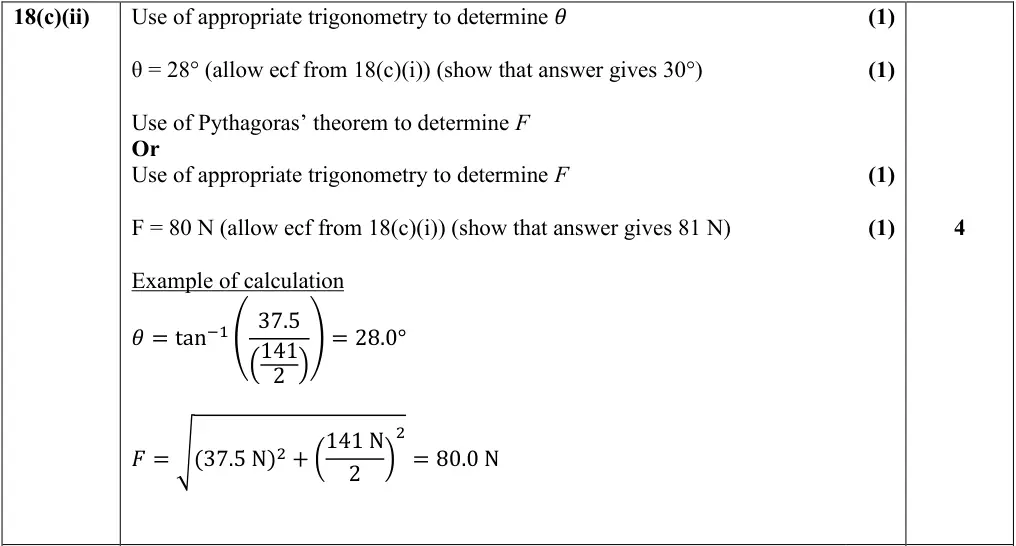 18(c)(ii) Use of appropriate trigonometry to determine θ (1)
θ = 28° (allow ecf from 18(c)(i)) (show that answer gives 30°) (1)
Use of Pythagoras’ theorem to determine F
Or
Use of appropriate trigonometry to determine F (1)
F = 80 N (allow ecf from 18(c)(i)) (show that answer gives 81 N) (1) 4
Example of calculation
θ = tan⁻¹ (37.5 / (141/2)) = 28.0°
F = √((37.5 N)² + (141 N/2)²) = 80.0 N